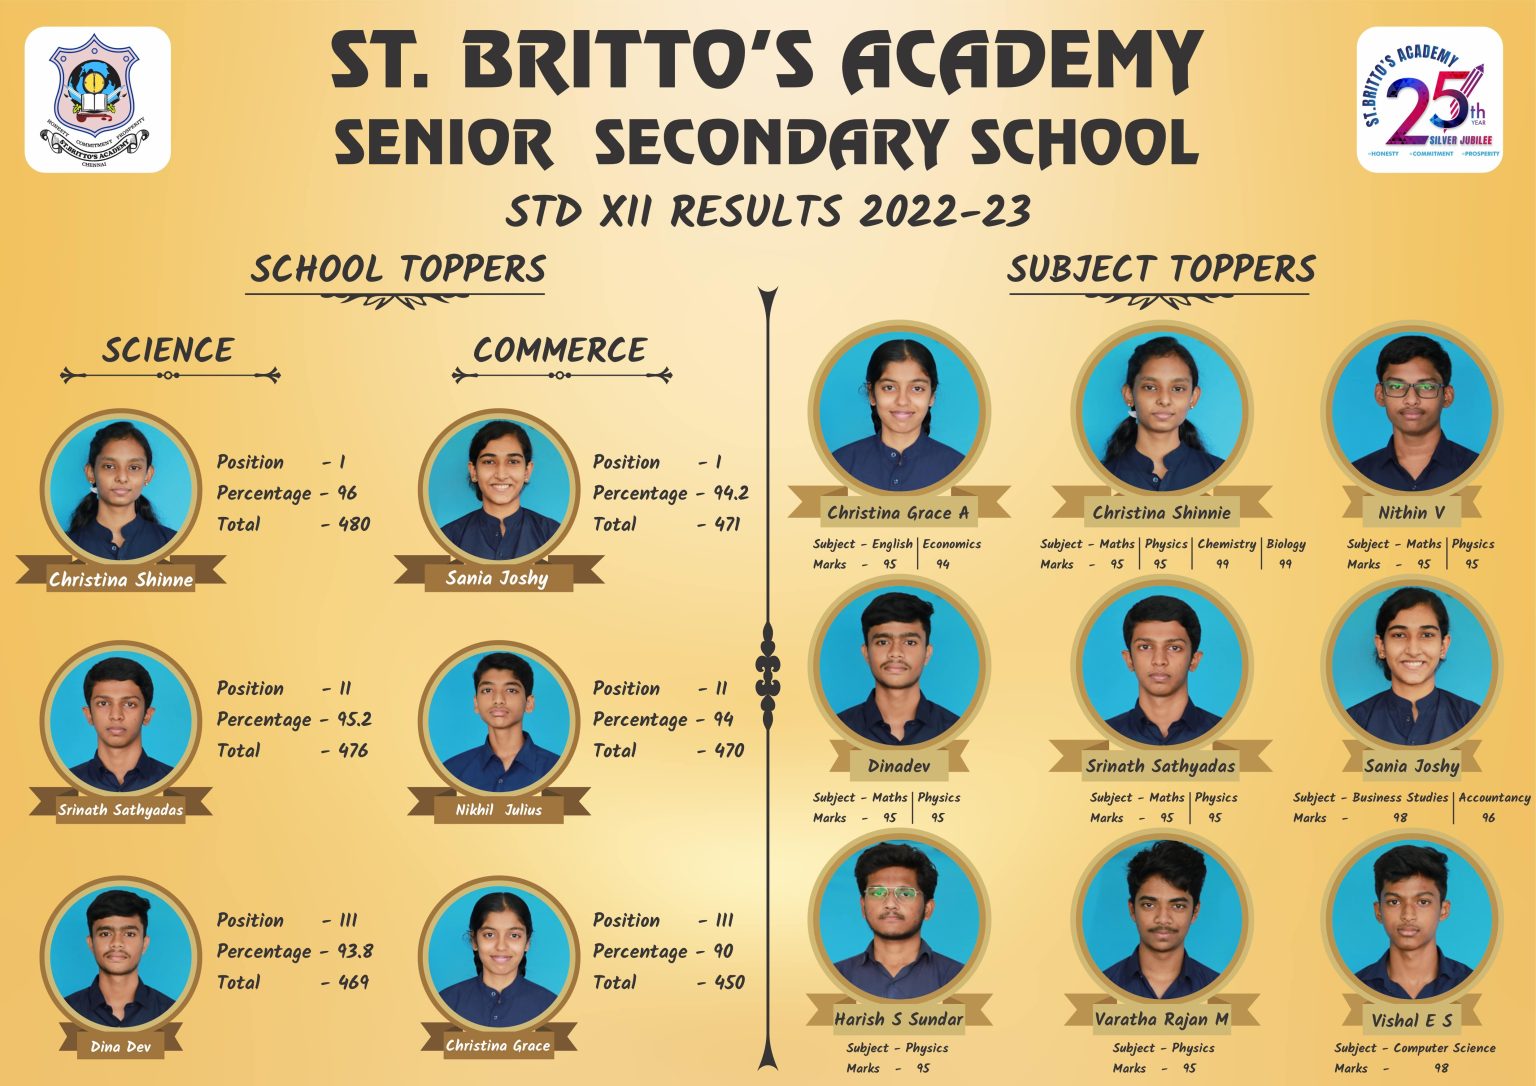 HONESTY COMMITMENT PROSPERITY
ST.BRITTO'S ACADEMY
CHENNAI
ST. BRITTO'S ACADEMY
SENIOR SECONDARY SCHOOL
STD XII RESULTS 2022-23
ST.BRITTO'S ACADEMY
25th
YEAR
SILVER JUBILEE
HONESTY COMMITMENT PROSPERITY
SCHOOL TOPPERS
SCIENCE
Position - I
Percentage - 96
Total - 480
Christina Shinne
Position - II
Percentage - 95.2
Total - 476
Srinath Sathyadas
Position - III
Percentage - 93.8
Total - 469
Dina Dev
COMMERCE
Position - I
Percentage - 94.2
Total - 471
Sania Joshy
Position - II
Percentage - 94
Total - 470
Nikhil Julius
Position - III
Percentage - 90
Total - 450
Christina Grace
SUBJECT TOPPERS
Christina Grace A
Subject - English | Economics
Marks - 95 | 94
Christina Shinnie
Subject - Maths | Physics | Chemistry | Biology
Marks - 95 | 95 | 99 | 99
Nithin V
Subject - Maths | Physics
Marks - 95 | 95
Dinadev
Subject - Maths | Physics
Marks - 95 | 95
Srinath Sathyadas
Subject - Maths | Physics
Marks - 95 | 95
Sania Joshy
Subject - Business Studies | Accountancy
Marks - 98 | 96
Harish S Sundar
Subject - Physics
Marks - 95
Varatha Rajan M
Subject - Physics
Marks - 95
Vishal E S
Subject - Computer Science
Marks - 98